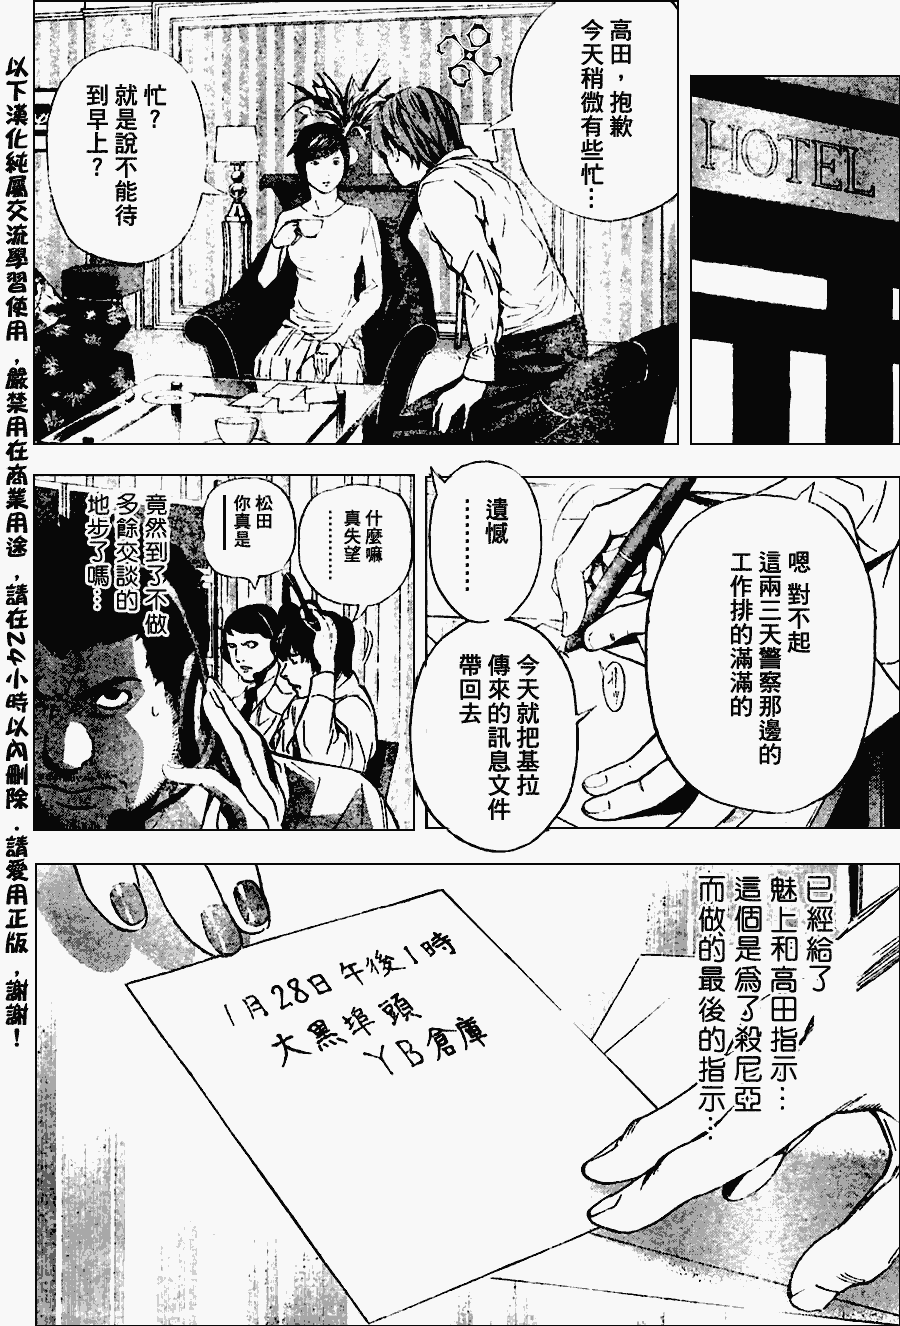 HOTEL
高田，抱歉
今天稍微有些忙…
忙？
就是說不能待
到早上？
嗯 對不起
這兩三天警察那邊的
工作排的滿滿的
遺憾
………
今天就把基拉
傳來的訊息文件
帶回去
什麼嘛
真失望
………
松田
你真是
竟然到了不做
多餘交談的
地步了嗎…
已經給了
魅上和高田指示…
這個是爲了殺尼亞
而做的最後的指示…
1月28日午後1時
大黑埠頭
YB倉庫
以下漢化純屬交流學習使用，嚴禁用在商業用途，請在24小時以內刪除．請愛用正版，謝謝！